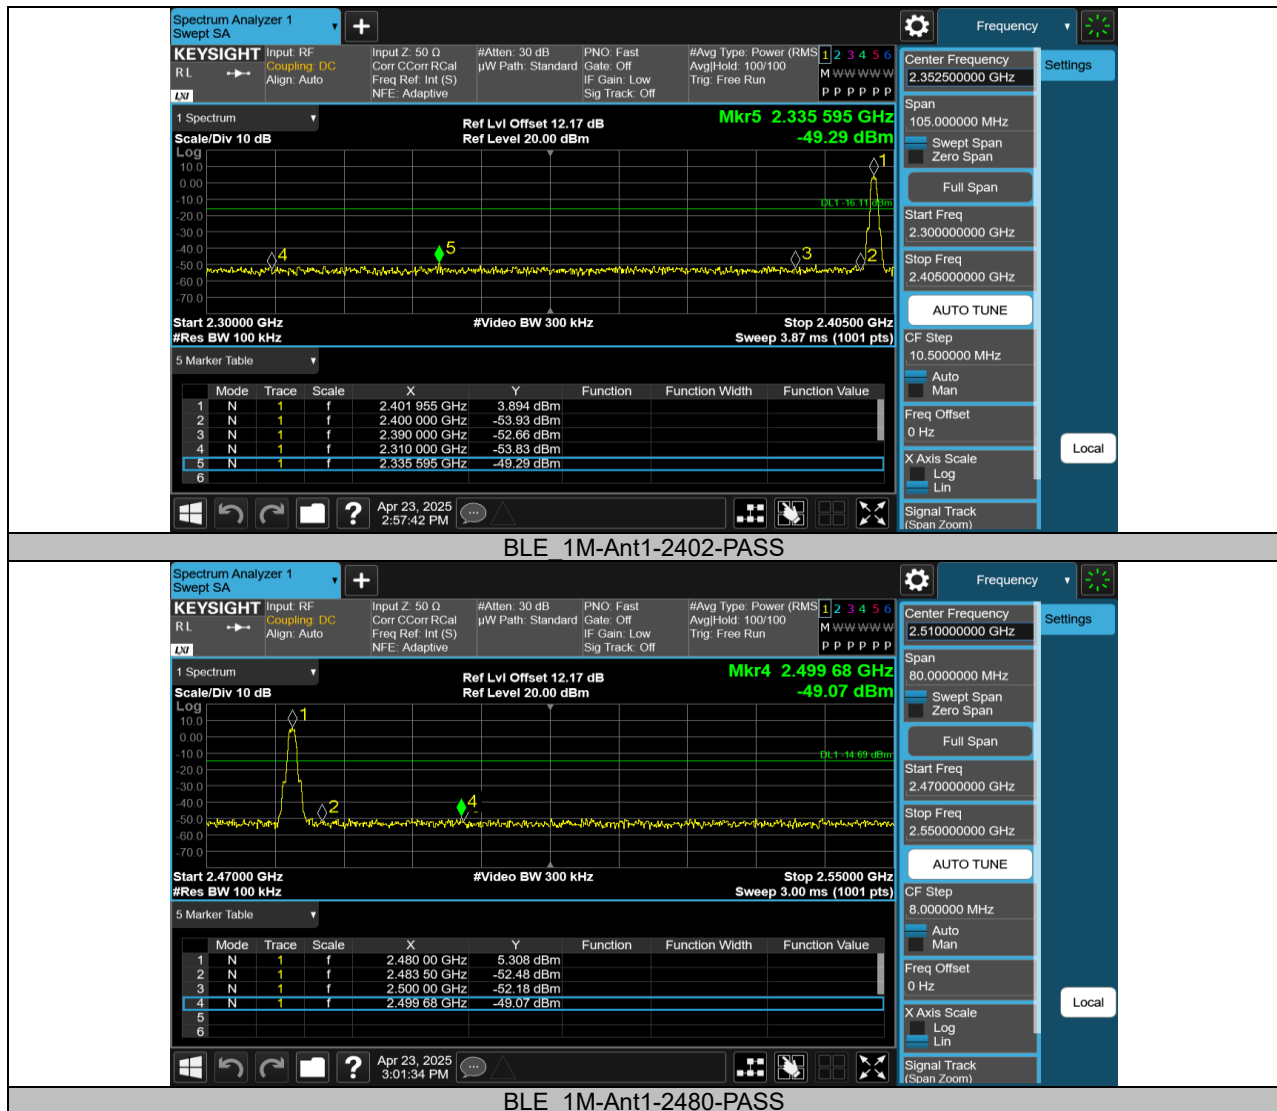 Spectrum Analyzer 1
Swept SA
Frequency
KEYSIGHT
RL
LXI
Input: RF
Coupling: DC
Align: Auto
Input Z: 50 Ω
Corr CCorr RCal
Freq Ref: Int (S)
NFE: Adaptive
#Atten: 30 dB
µW Path: Standard
PNO: Fast
Gate: Off
IF Gain: Low
Sig Track: Off
#Avg Type: Power (RMS
Avg|Hold: 100/100
Trig: Free Run
1 2 3 4 5 6
M W W W W W
P P P P P P
1 Spectrum
Scale/Div 10 dB
Ref Lvl Offset 12.17 dB
Ref Level 20.00 dBm
Mkr5 2.335 595 GHz
-49.29 dBm
Log
10.0
0.00
-10.0
-20.0
-30.0
-40.0
-50.0
-60.0
-70.0
DL1 -16.11 dBm
1
4
5
3
2
Start 2.30000 GHz
#Video BW 300 kHz
Stop 2.40500 GHz
#Res BW 100 kHz
Sweep 3.87 ms (1001 pts)
5 Marker Table
Mode Trace Scale X Y Function Function Width Function Value
1 N 1 f 2.401 955 GHz 3.894 dBm
2 N 1 f 2.400 000 GHz -53.93 dBm
3 N 1 f 2.390 000 GHz -52.66 dBm
4 N 1 f 2.310 000 GHz -53.83 dBm
5 N 1 f 2.335 595 GHz -49.29 dBm
6
Apr 23, 2025
2:57:42 PM
Center Frequency
2.352500000 GHz
Span
105.000000 MHz
Swept Span
Zero Span
Full Span
Start Freq
2.300000000 GHz
Stop Freq
2.405000000 GHz
AUTO TUNE
CF Step
10.500000 MHz
Auto
Man
Freq Offset
0 Hz
X Axis Scale
Log
Lin
Signal Track
(Span Zoom)
Settings
Local
BLE_1M-Ant1-2402-PASS
Spectrum Analyzer 1
Swept SA
Frequency
KEYSIGHT
RL
LXI
Input: RF
Coupling: DC
Align: Auto
Input Z: 50 Ω
Corr CCorr RCal
Freq Ref: Int (S)
NFE: Adaptive
#Atten: 30 dB
µW Path: Standard
PNO: Fast
Gate: Off
IF Gain: Low
Sig Track: Off
#Avg Type: Power (RMS
Avg|Hold: 100/100
Trig: Free Run
1 2 3 4 5 6
M W W W W W
P P P P P P
1 Spectrum
Scale/Div 10 dB
Ref Lvl Offset 12.17 dB
Ref Level 20.00 dBm
Mkr4 2.499 68 GHz
-49.07 dBm
Log
10.0
0.00
-10.0
-20.0
-30.0
-40.0
-50.0
-60.0
-70.0
DL1 -14.69 dBm
1
2
4
Start 2.47000 GHz
#Video BW 300 kHz
Stop 2.55000 GHz
#Res BW 100 kHz
Sweep 3.00 ms (1001 pts)
5 Marker Table
Mode Trace Scale X Y Function Function Width Function Value
1 N 1 f 2.480 00 GHz 5.308 dBm
2 N 1 f 2.483 50 GHz -52.48 dBm
3 N 1 f 2.500 00 GHz -52.18 dBm
4 N 1 f 2.499 68 GHz -49.07 dBm
5
6
Apr 23, 2025
3:01:34 PM
Center Frequency
2.510000000 GHz
Span
80.0000000 MHz
Swept Span
Zero Span
Full Span
Start Freq
2.470000000 GHz
Stop Freq
2.550000000 GHz
AUTO TUNE
CF Step
8.000000 MHz
Auto
Man
Freq Offset
0 Hz
X Axis Scale
Log
Lin
Signal Track
(Span Zoom)
Settings
Local
BLE_1M-Ant1-2480-PASS